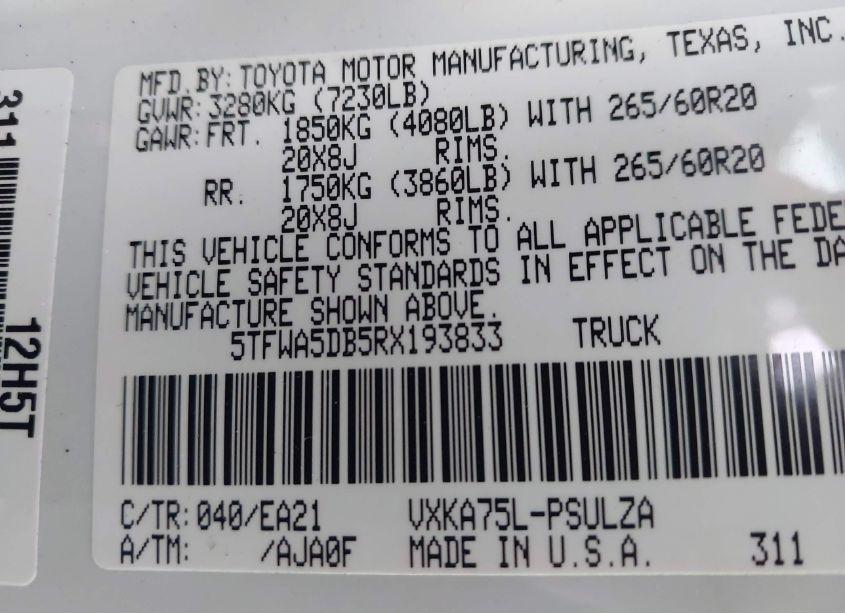 MFD. BY: TOYOTA MOTOR MANUFACTURING, TEXAS, INC.
GVWR: 3280KG (7230LB)
GAWR: FRT. 1850KG (4080LB) WITH 265/60R20
20X8J RIMS.
RR. 1750KG (3860LB) WITH 265/60R20
20X8J RIMS.
THIS VEHICLE CONFORMS TO ALL APPLICABLE FEDE
VEHICLE SAFETY STANDARDS IN EFFECT ON THE DA
MANUFACTURE SHOWN ABOVE.
5TFWA5DB5RX193833 TRUCK
C/TR: 040/EA21 VXKA75L-PSULZA
A/TM: /AJA0F MADE IN U.S.A. 311
311
12H5T